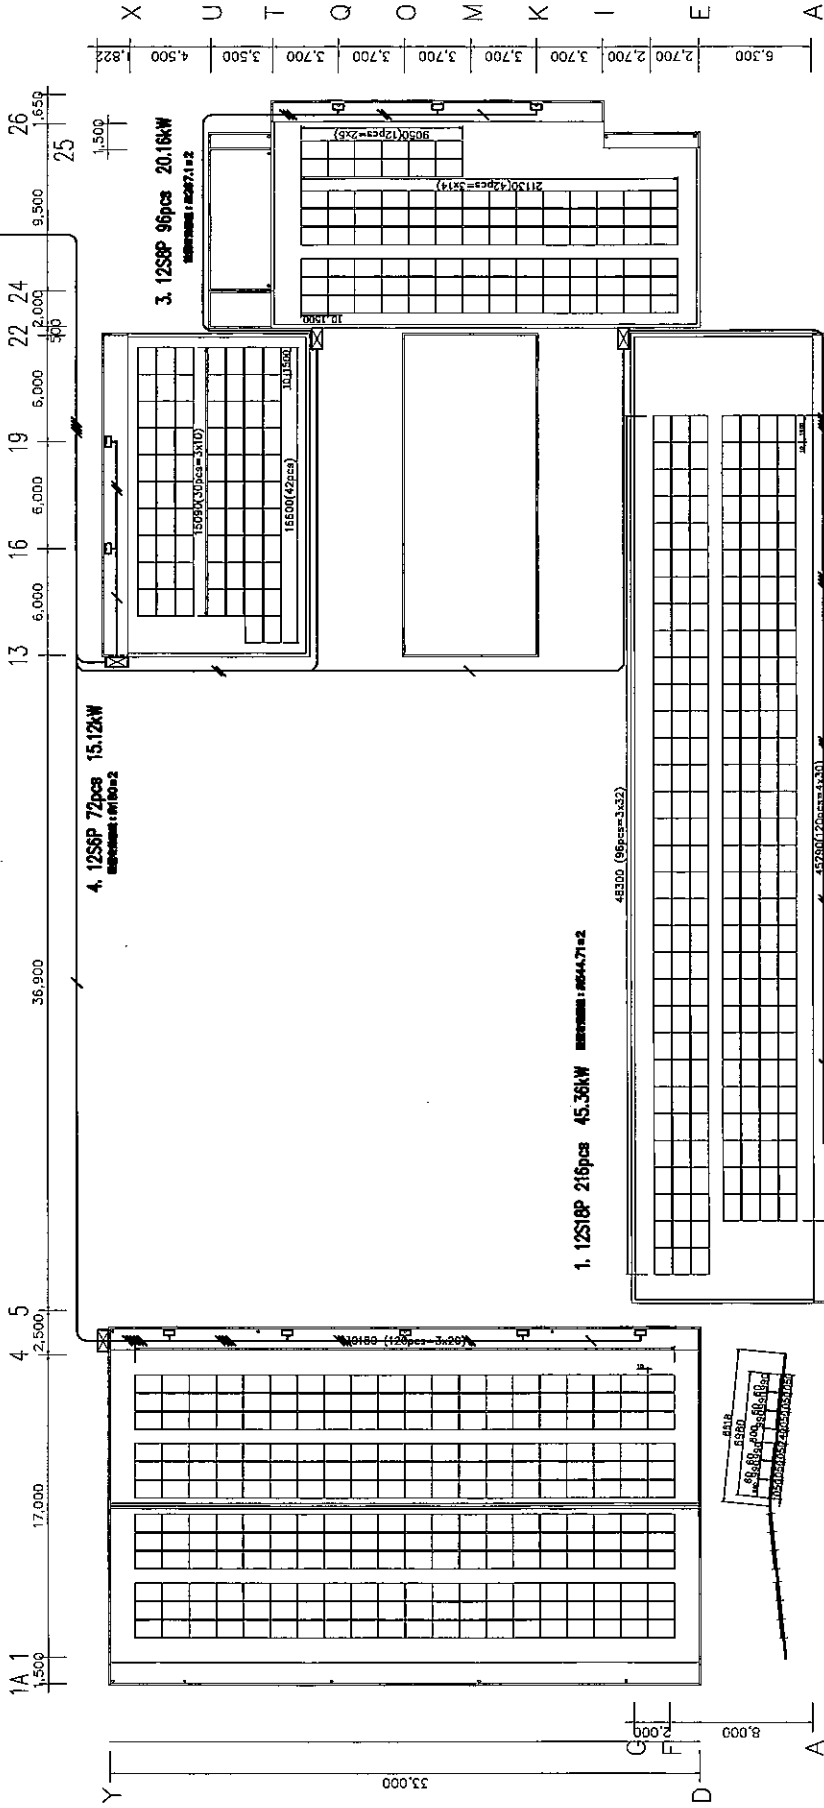 X U T Q O M K I E A
1,822 4,500 3,500 3,700 3,700 3,700 3,700 3,700 2,700 2,700 6,300
26 25 24 22 19 16 13 5 4 1 1A
1,650
1,500
9,500
2,000
500
6,000
6,000
6,000
36,900
2,500
17,000
1,500
3. 12S8P 96pcs 20.16kW
9050(12pcs=2x6)
21130(42pcs=3x14)
4. 12S6P 72pcs 15.12kW
15090(30pcs=3x10)
16600(42pcs)
1. 12S18P 216pcs 45.36kW
48300 (96pcs=3x32)
45290(120pcs=4x30)
8518
6980
Y
33,000
D
G
2,000
F
8,000
A